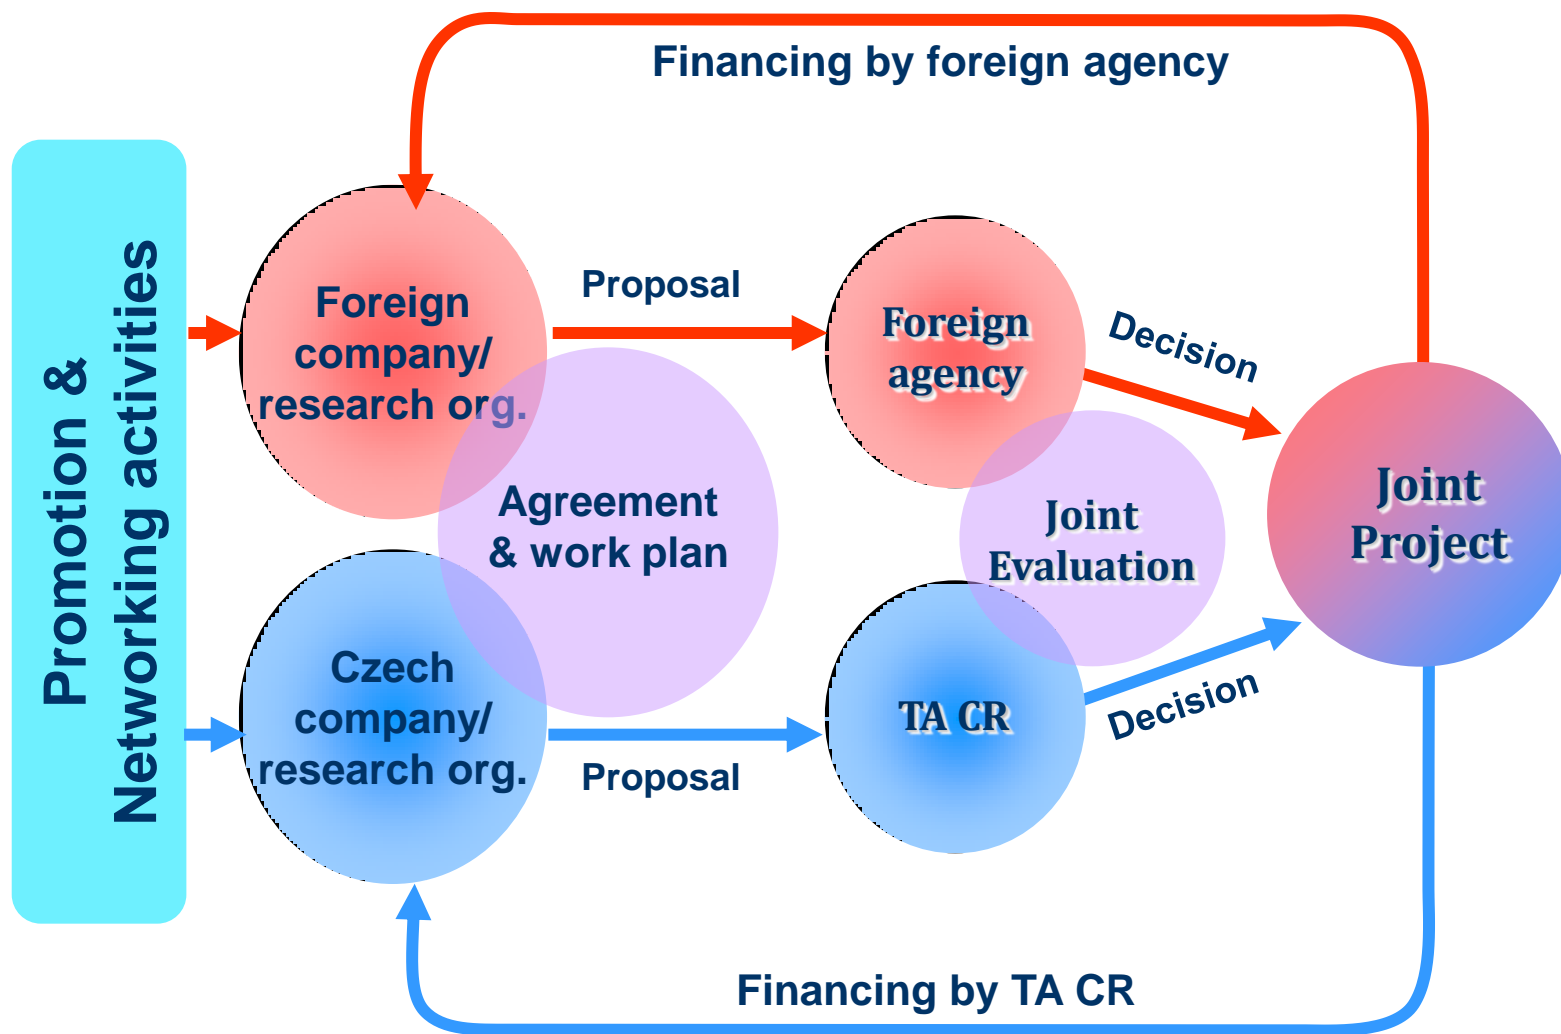 Financing by foreign agency
Promotion &
Networking activities
Foreign
company/
research org.
Proposal
Foreign
agency
Decision
Agreement
& work plan
Joint
Evaluation
Joint
Project
Czech
company/
research org.
Proposal
TA CR
Decision
Financing by TA CR